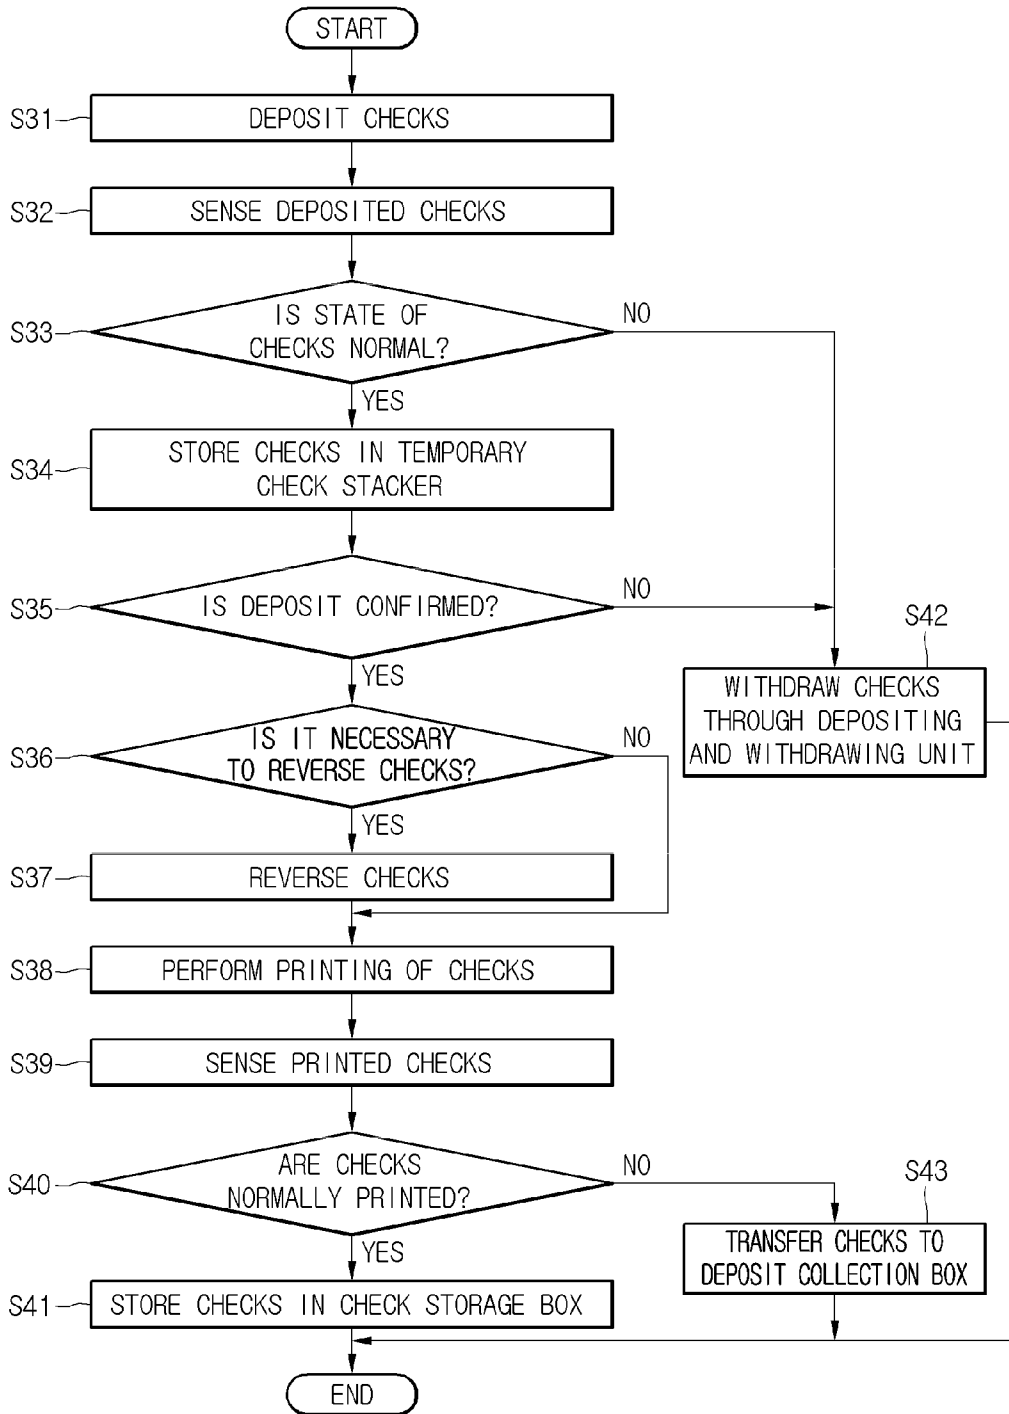 START
S31
DEPOSIT CHECKS
S32
SENSE DEPOSITED CHECKS
S33
IS STATE OF
CHECKS NORMAL?
NO
YES
S34
STORE CHECKS IN TEMPORARY
CHECK STACKER
S35
IS DEPOSIT CONFIRMED?
NO
YES
S42
WITHDRAW CHECKS
THROUGH DEPOSITING
AND WITHDRAWING UNIT
S36
IS IT NECESSARY
TO REVERSE CHECKS?
NO
YES
S37
REVERSE CHECKS
S38
PERFORM PRINTING OF CHECKS
S39
SENSE PRINTED CHECKS
S40
ARE CHECKS
NORMALLY PRINTED?
NO
YES
S43
TRANSFER CHECKS TO
DEPOSIT COLLECTION BOX
S41
STORE CHECKS IN CHECK STORAGE BOX
END